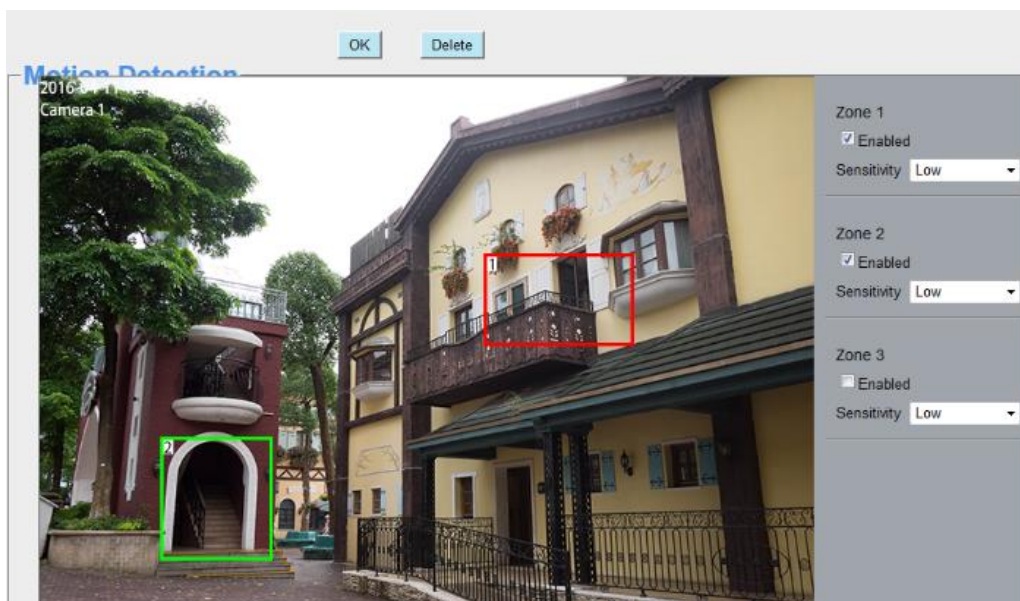 OK Delete
Motion Detection
2016
Camera 1
Zone 1
Enabled
Sensitivity Low
Zone 2
Enabled
Sensitivity Low
Zone 3
Enabled
Sensitivity Low
1
2